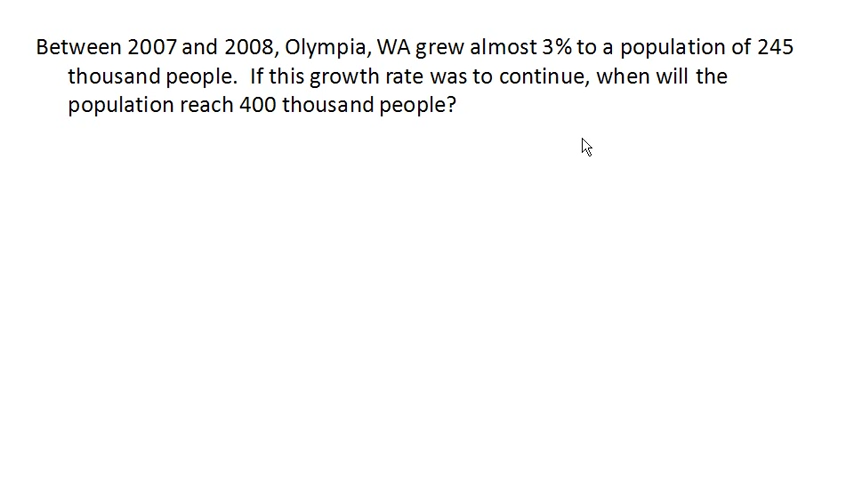 Between 2007 and 2008, Olympia, WA grew almost 3% to a population of 245
thousand people.  If this growth rate was to continue, when will the
population reach 400 thousand people?